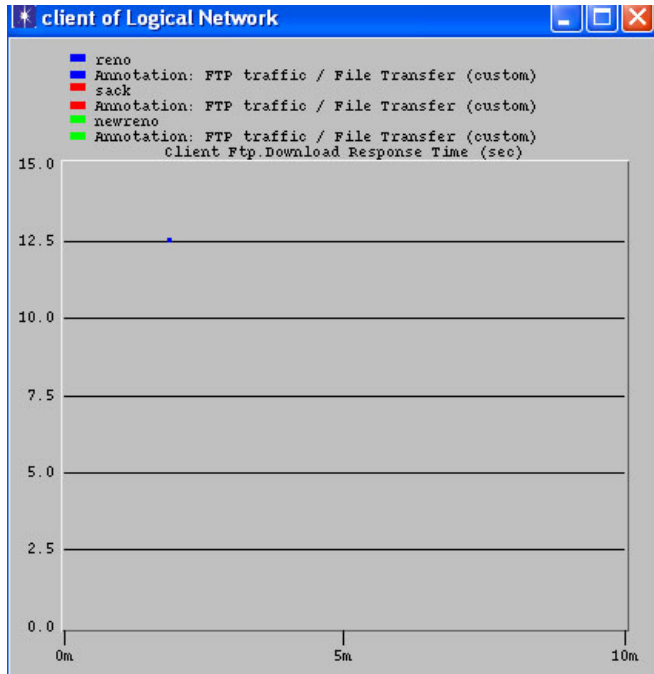 client of Logical Network
reno
Annotation: FTP traffic / File Transfer (custom)
sack
Annotation: FTP traffic / File Transfer (custom)
newreno
Annotation: FTP traffic / File Transfer (custom)
Client Ftp.Download Response Time (sec)
15.0
12.5
10.0
7.5
5.0
2.5
0.0
0m 5m 10m